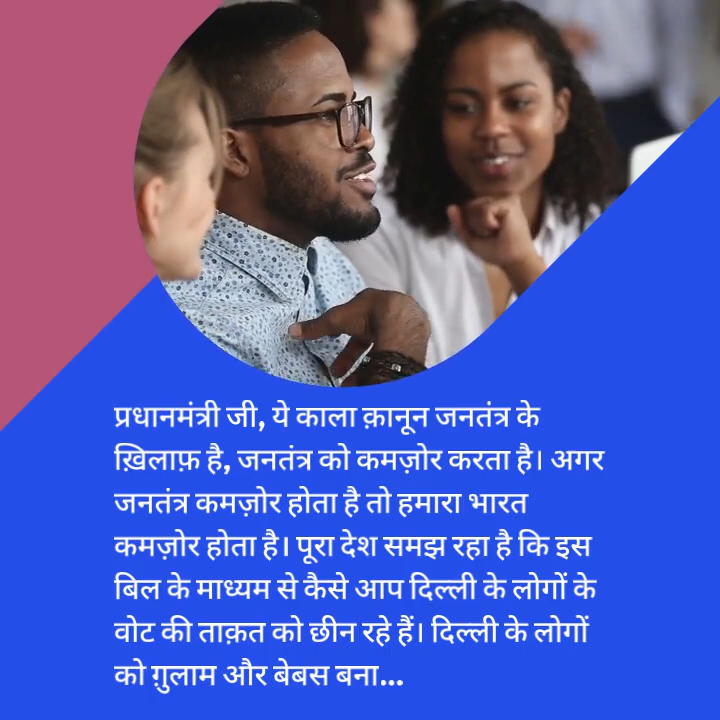 प्रधानमंत्री जी, ये काला क़ानून जनतंत्र के
ख़िलाफ़ है, जनतंत्र को कमज़ोर करता है। अगर
जनतंत्र कमज़ोर होता है तो हमारा भारत
कमज़ोर होता है। पूरा देश समझ रहा है कि इस
बिल के माध्यम से कैसे आप दिल्ली के लोगों के
वोट की ताक़त को छीन रहे हैं। दिल्ली के लोगों
को ग़ुलाम और बेबस बना...